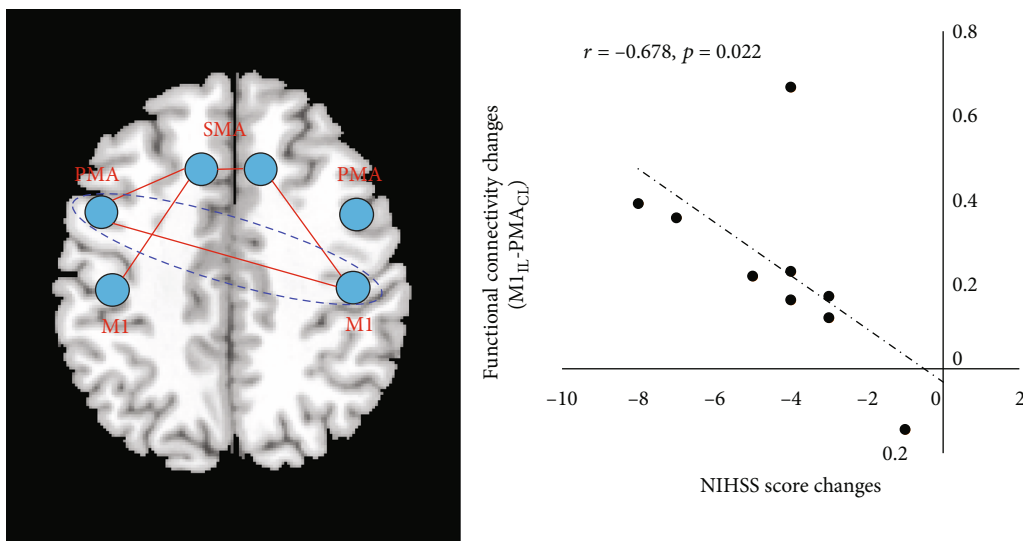 SMA
PMA
PMA
M1
M1
r = –0.678, p = 0.022
Functional connectivity changes
(M1IL-PMACL)
0.8
0.6
0.4
0.2
0
–10
–8
–6
–4
–2
0
2
0.2
NIHSS score changes